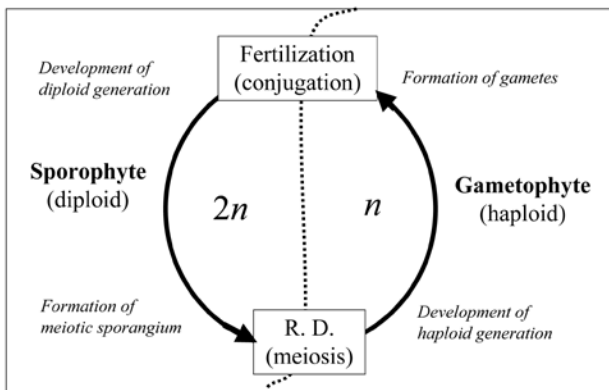 Fertilization
(conjugation)
Development of
diploid generation
Formation of gametes
Sporophyte
(diploid)
2n
n
Gametophyte
(haploid)
Formation of
meiotic sporangium
R. D.
(meiosis)
Development of
haploid generation